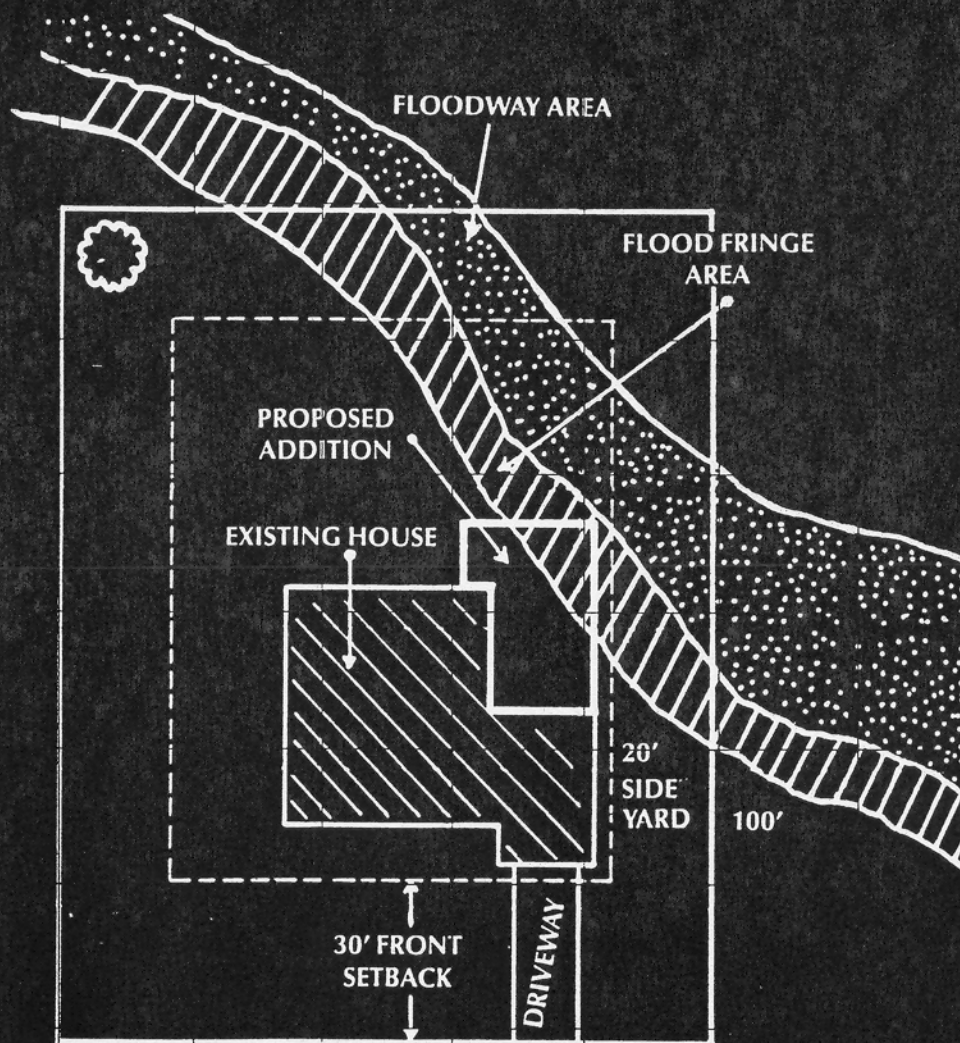 FLOODWAY AREA
FLOOD FRINGE
AREA
PROPOSED
ADDITION
EXISTING HOUSE
20'
SIDE
YARD
100'
30' FRONT
SETBACK
DRIVEWAY